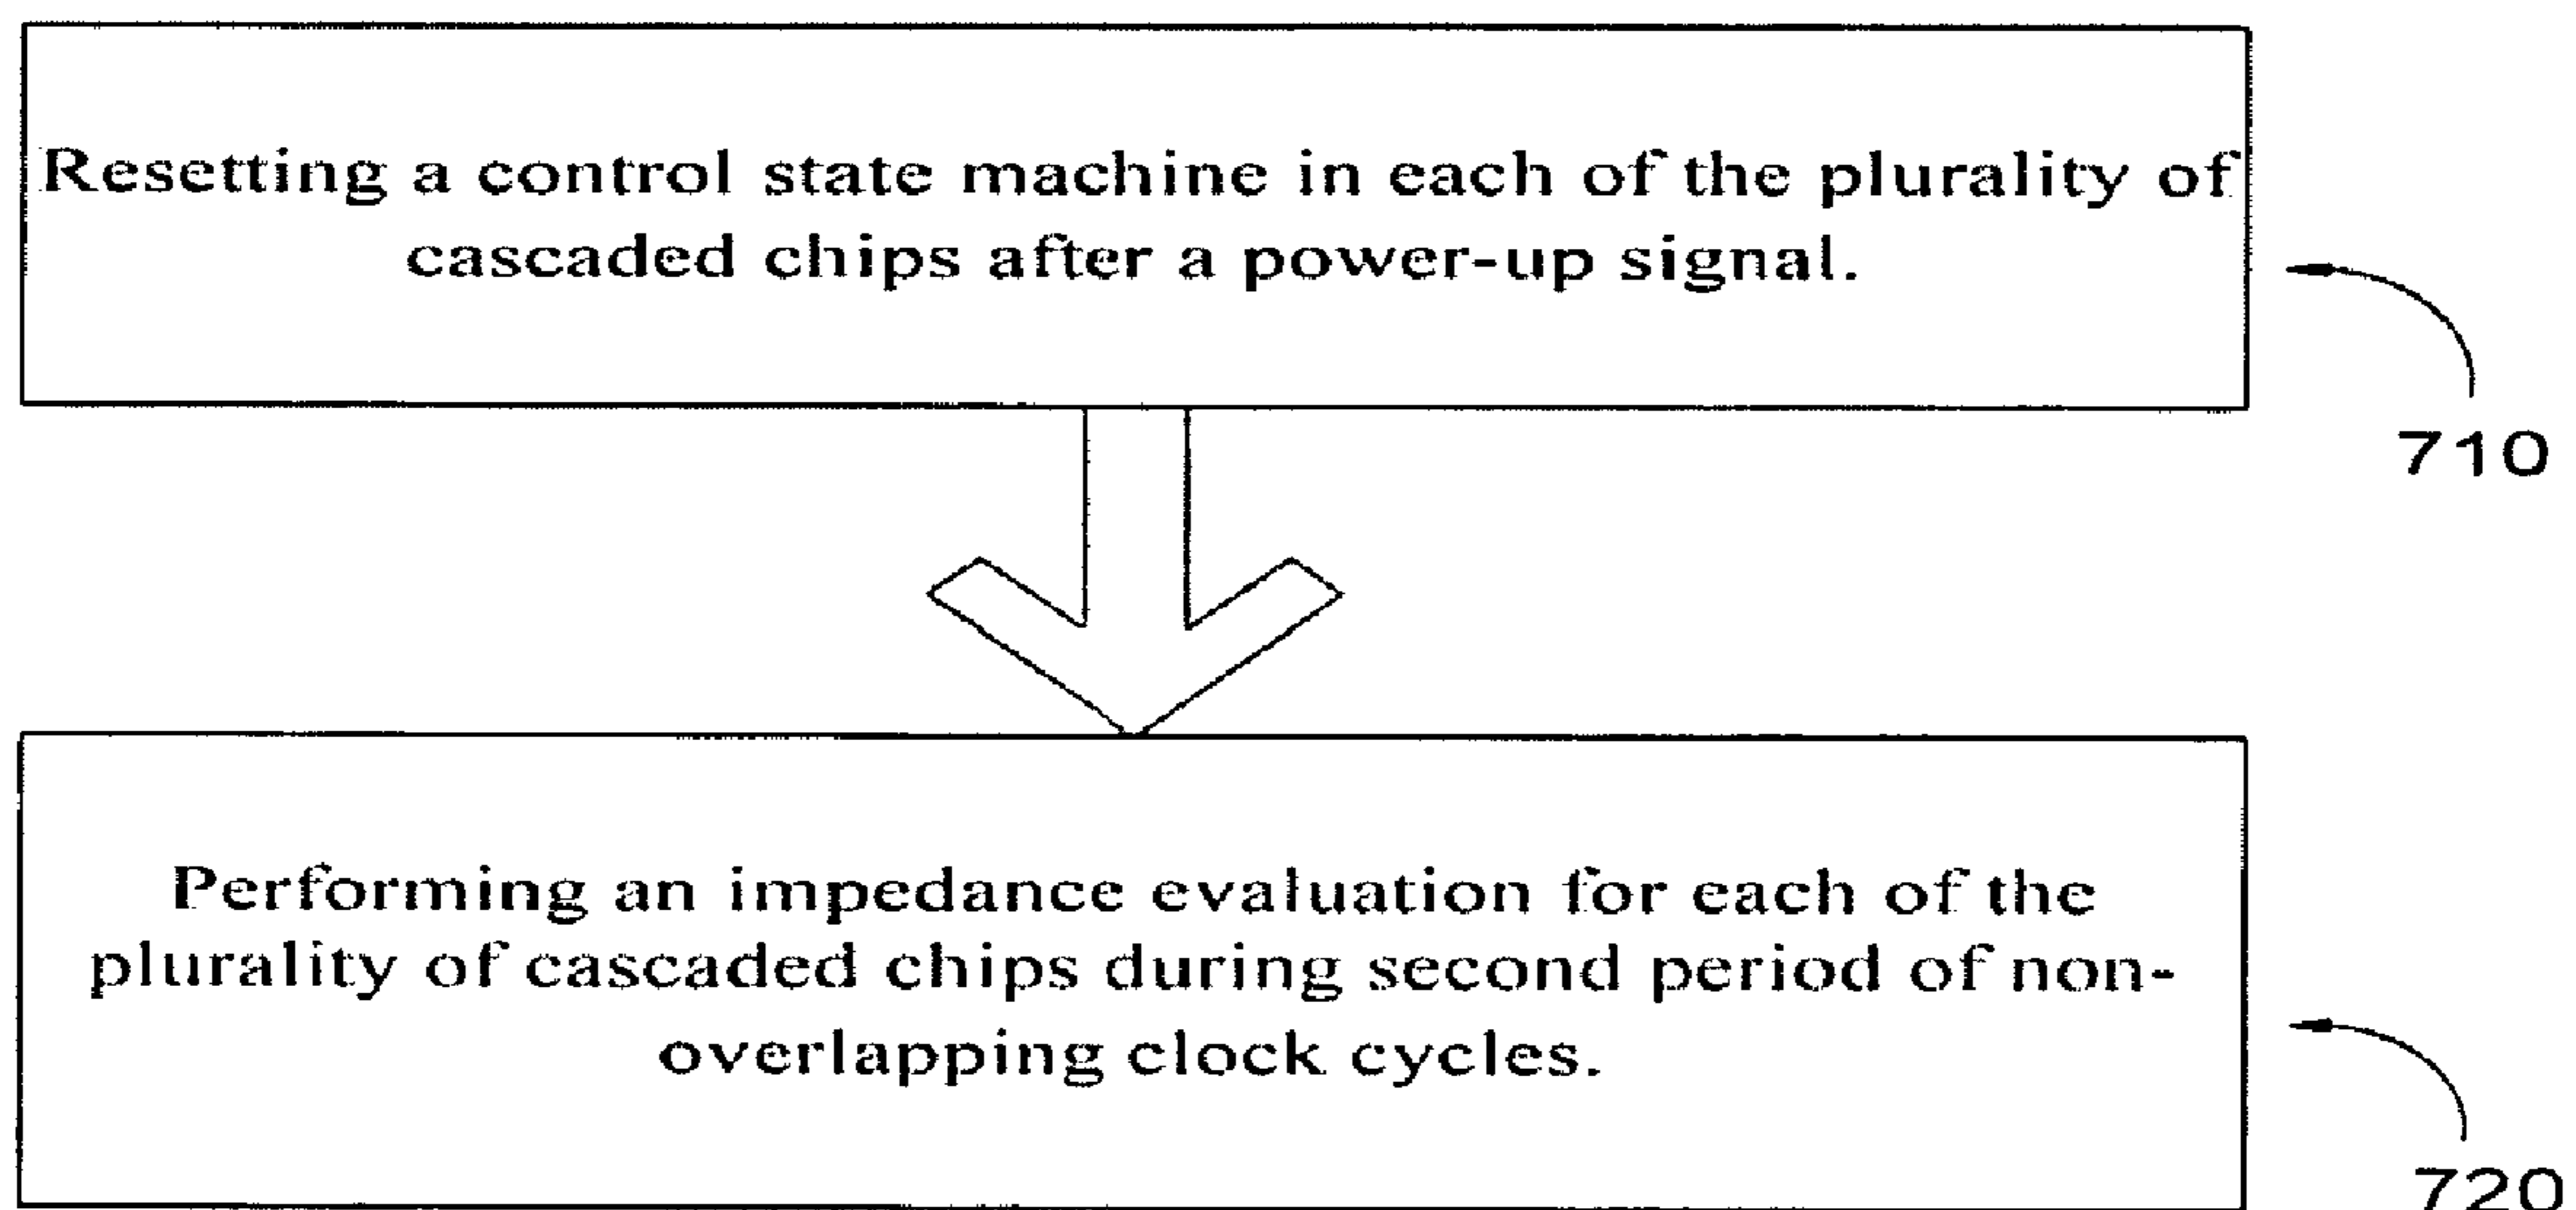 Resetting a control state machine in each of the plurality of
cascaded chips after a power-up signal.
710
Performing an impedance evaluation for each of the
plurality of cascaded chips during second period of non-
overlapping clock cycles.
720